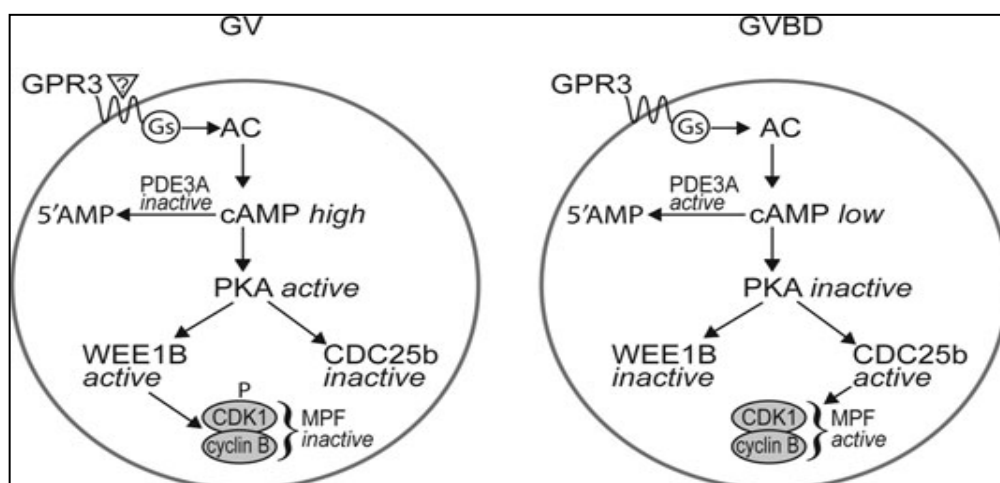 GV
GPR3 ?
Gs
AC
PDE3A
inactive
5′AMP
cAMP high
PKA active
WEE1B
active
CDC25b
inactive
P
CDK1
cyclin B
MPF
inactive
GVBD
GPR3
Gs
AC
PDE3A
active
5′AMP
cAMP low
PKA inactive
WEE1B
inactive
CDC25b
active
CDK1
cyclin B
MPF
active